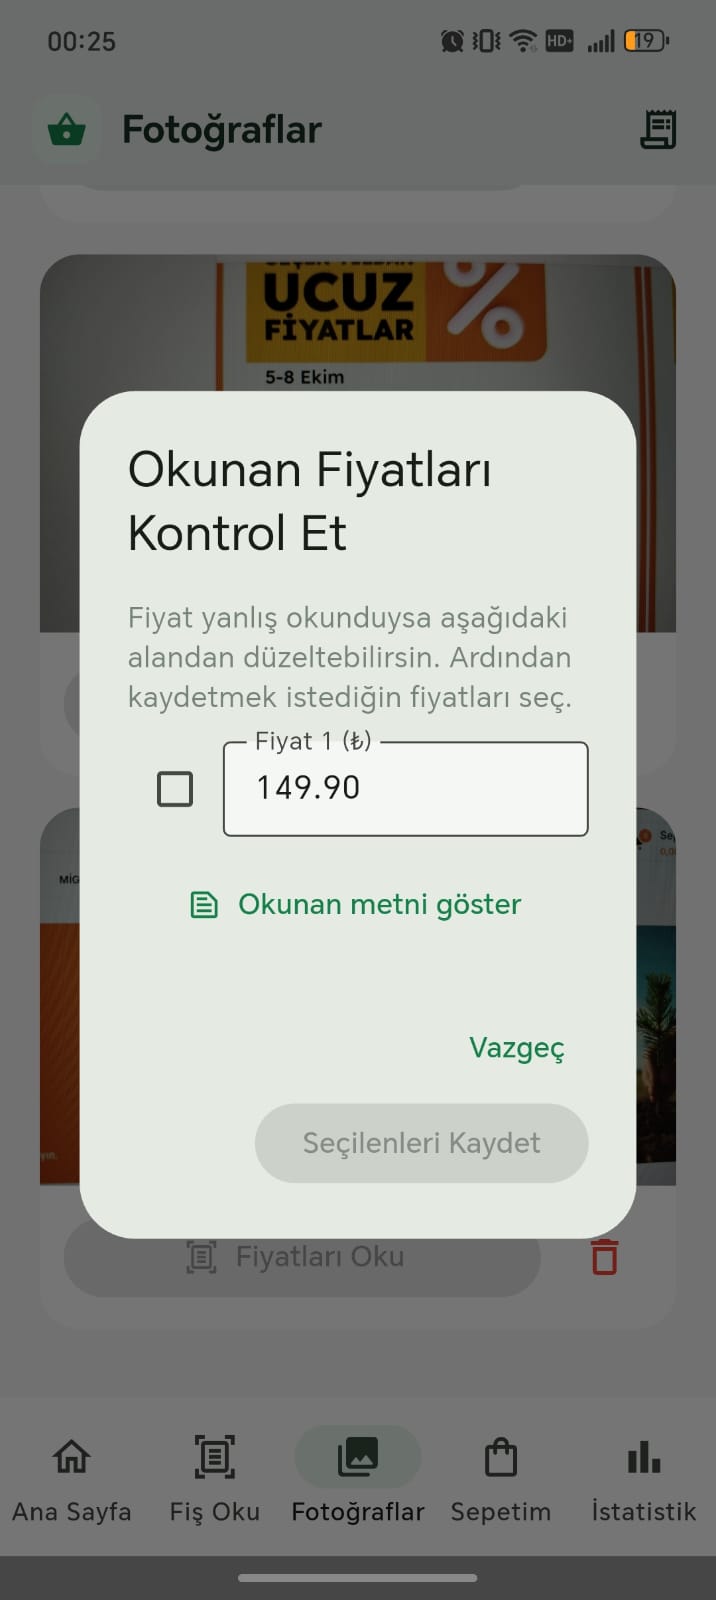 00:25
HD+
19
Fotoğraflar
UCUZ
FİYATLAR
5-8 Ekim
Okunan Fiyatları
Kontrol Et
Fiyat yanlış okunduysa aşağıdaki
alandan düzeltebilirsin. Ardından
kaydetmek istediğin fiyatları seç.
Fiyat 1 (₺)
149.90
Okunan metni göster
Vazgeç
Seçilenleri Kaydet
Fiyatları Oku
Ana Sayfa
Fiş Oku
Fotoğraflar
Sepetim
İstatistik